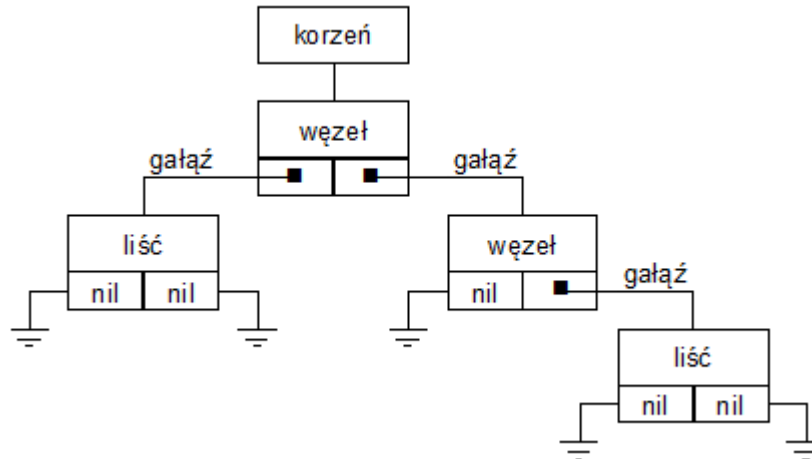 korzeń
węzeł
gałąź gałąź
liść węzeł
gałąź
nil nil nil
liść
nil nil